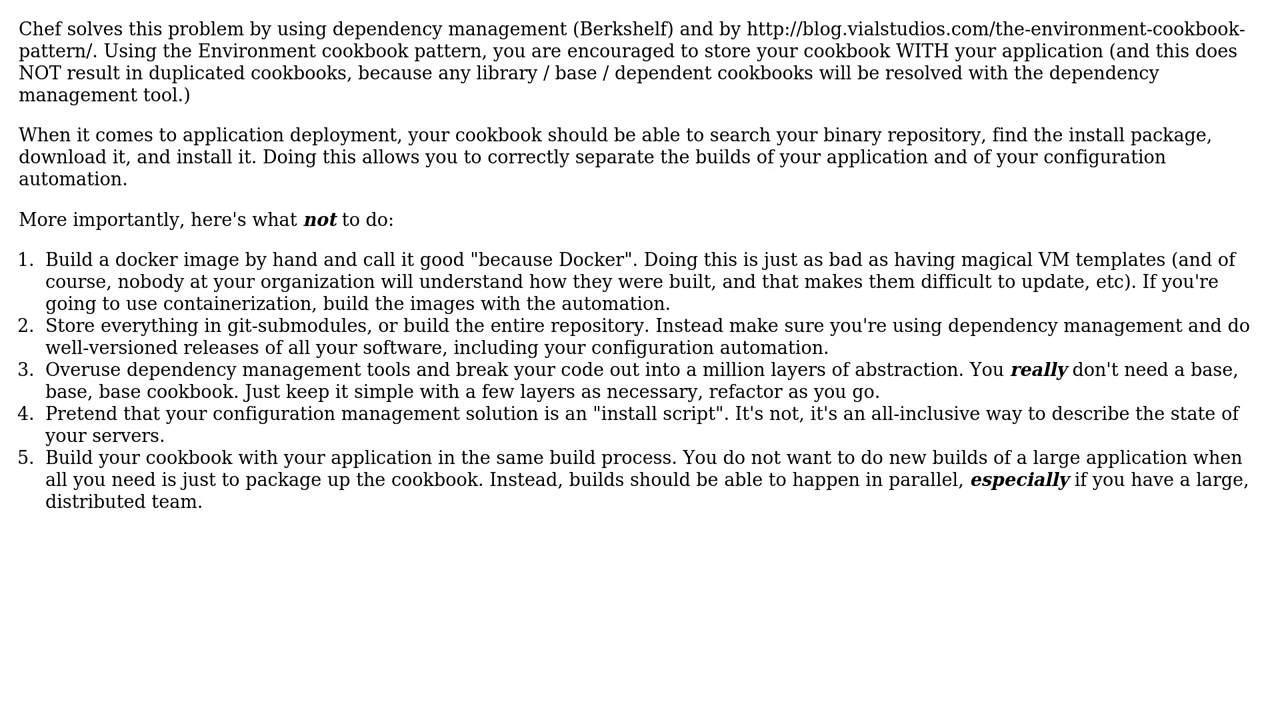 Chef solves this problem by using dependency management (Berkshelf) and by http://blog.vialstudios.com/the-environment-cookbook-
pattern/. Using the Environment cookbook pattern, you are encouraged to store your cookbook WITH your application (and this does
NOT result in duplicated cookbooks, because any library / base / dependent cookbooks will be resolved with the dependency
management tool.)
When it comes to application deployment, your cookbook should be able to search your binary repository, find the install package,
download it, and install it. Doing this allows you to correctly separate the builds of your application and of your configuration
automation.
More importantly, here's what not to do:
1. Build a docker image by hand and call it good "because Docker". Doing this is just as bad as having magical VM templates (and of
course, nobody at your organization will understand how they were built, and that makes them difficult to update, etc). If you're
going to use containerization, build the images with the automation.
2. Store everything in git-submodules, or build the entire repository. Instead make sure you're using dependency management and do
well-versioned releases of all your software, including your configuration automation.
3. Overuse dependency management tools and break your code out into a million layers of abstraction. You really don't need a base,
base, base cookbook. Just keep it simple with a few layers as necessary, refactor as you go.
4. Pretend that your configuration management solution is an "install script". It's not, it's an all-inclusive way to describe the state of
your servers.
5. Build your cookbook with your application in the same build process. You do not want to do new builds of a large application when
all you need is just to package up the cookbook. Instead, builds should be able to happen in parallel, especially if you have a large,
distributed team.